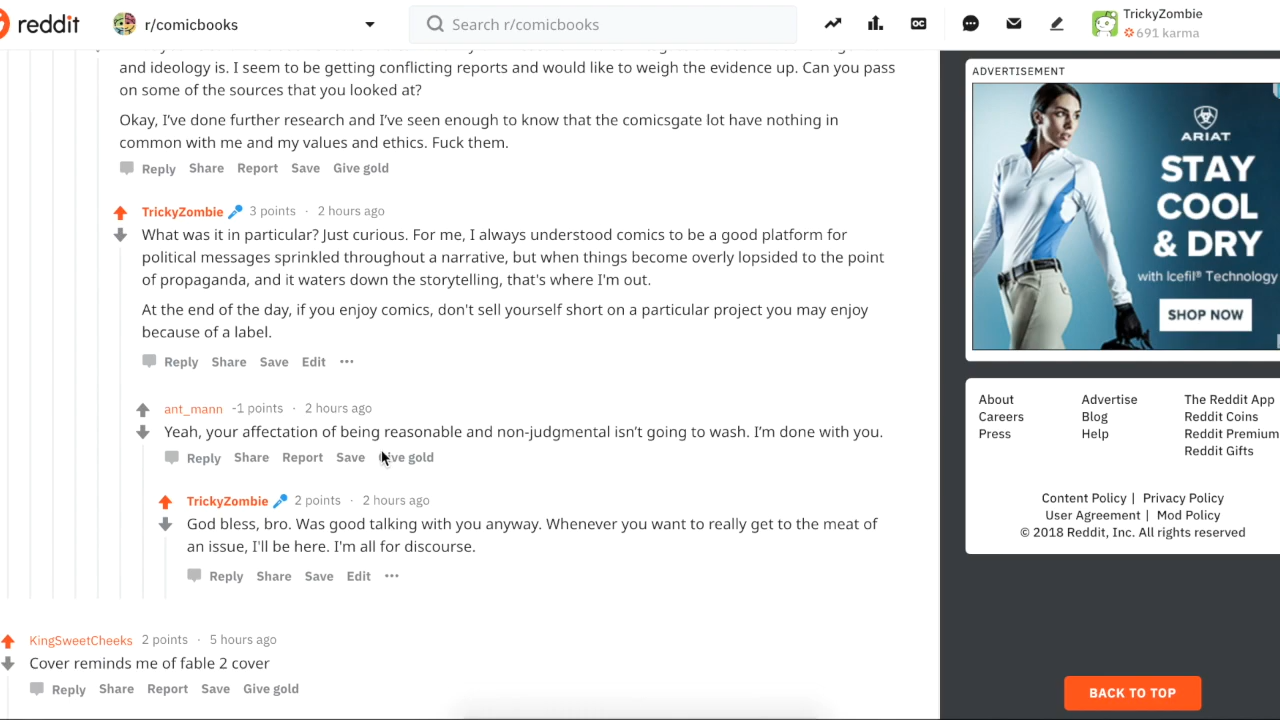 reddit
r/comicbooks
Search r/comicbooks
TrickyZombie
691 karma
and ideology is. I seem to be getting conflicting reports and would like to weigh the evidence up. Can you pass
on some of the sources that you looked at?
Okay, I've done further research and I've seen enough to know that the comicsgate lot have nothing in
common with me and my values and ethics. Fuck them.
Reply Share Report Save Give gold
TrickyZombie 3 points · 2 hours ago
What was it in particular? Just curious. For me, I always understood comics to be a good platform for
political messages sprinkled throughout a narrative, but when things become overly lopsided to the point
of propaganda, and it waters down the storytelling, that's where I'm out.
At the end of the day, if you enjoy comics, don't sell yourself short on a particular project you may enjoy
because of a label.
Reply Share Save Edit ···
ant_mann -1 points · 2 hours ago
Yeah, your affectation of being reasonable and non-judgmental isn't going to wash. I'm done with you.
Reply Share Report Save Give gold
TrickyZombie 2 points · 2 hours ago
God bless, bro. Was good talking with you anyway. Whenever you want to really get to the meat of
an issue, I'll be here. I'm all for discourse.
Reply Share Save Edit ···
KingSweetCheeks 2 points · 5 hours ago
Cover reminds me of fable 2 cover
Reply Share Report Save Give gold
ADVERTISEMENT
ARIAT
STAY
COOL
& DRY
with Icefil® Technology
SHOP NOW
About Advertise The Reddit App
Careers Blog Reddit Coins
Press Help Reddit Premium
Reddit Gifts
Content Policy | Privacy Policy
User Agreement | Mod Policy
© 2018 Reddit, Inc. All rights reserved
BACK TO TOP